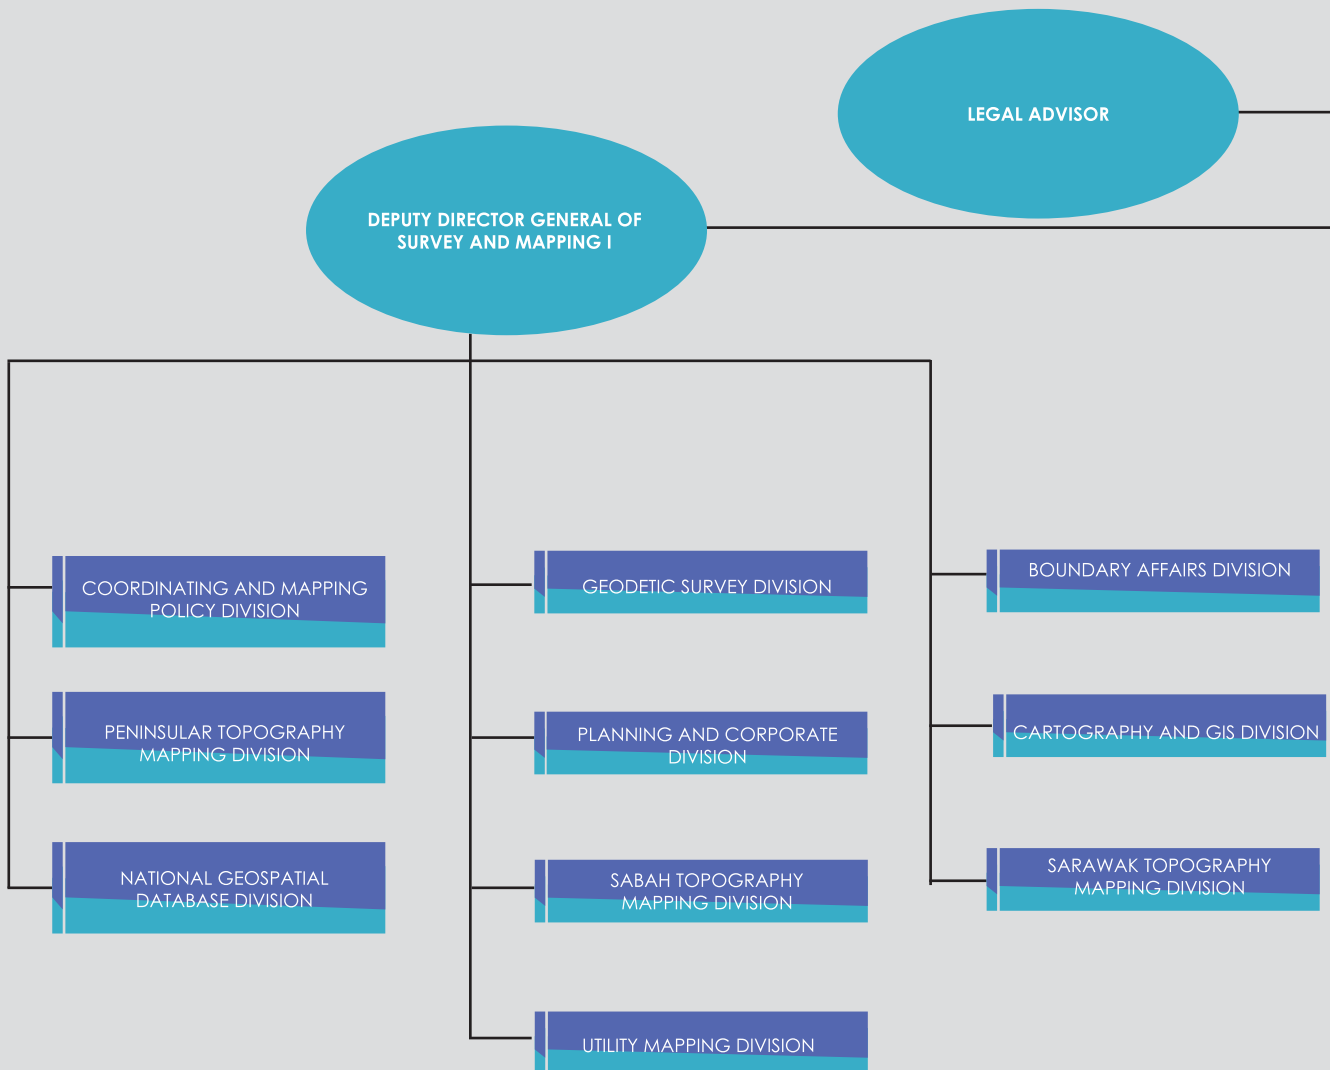 LEGAL ADVISOR
DEPUTY DIRECTOR GENERAL OF
SURVEY AND MAPPING I
COORDINATING AND MAPPING
POLICY DIVISION
PENINSULAR TOPOGRAPHY
MAPPING DIVISION
NATIONAL GEOSPATIAL
DATABASE DIVISION
GEODETIC SURVEY DIVISION
PLANNING AND CORPORATE
DIVISION
SABAH TOPOGRAPHY
MAPPING DIVISION
UTILITY MAPPING DIVISION
BOUNDARY AFFAIRS DIVISION
CARTOGRAPHY AND GIS DIVISION
SARAWAK TOPOGRAPHY
MAPPING DIVISION